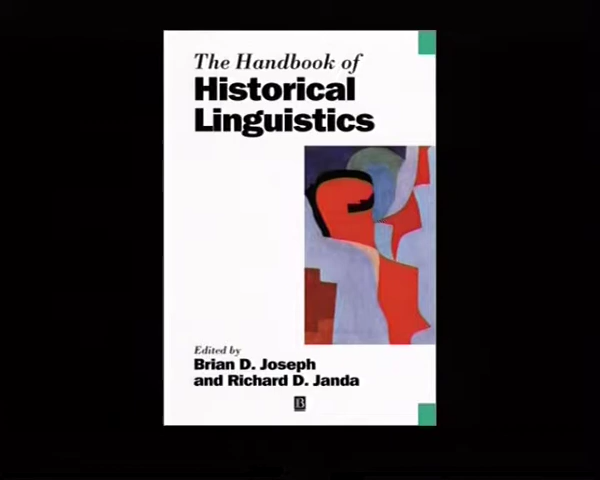 The Handbook of
Historical
Linguistics
Edited by
Brian D. Joseph
and Richard D. Janda
B